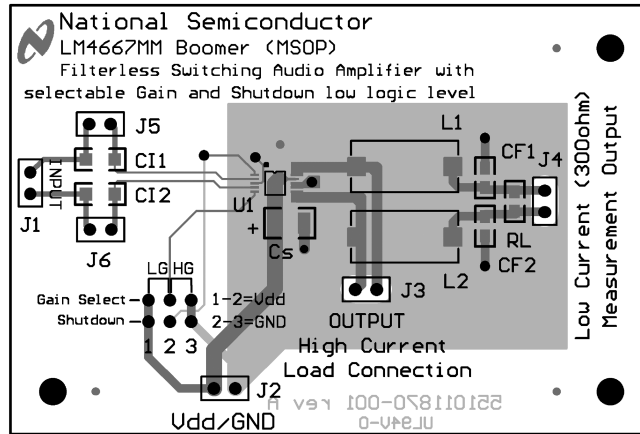 National Semiconductor
LM4667MM Boomer (MSOP)
Filterless Switching Audio Amplifier with
selectable Gain and Shutdown low logic level
J5
CI1
INPUT
CI2
J1
J6
U1
+
Cs
L1
CF1
J4
RL
L2
CF2
Low Current (300ohm)
Measurement Output
LG HG
Gain Select
1-2=Vdd
Shutdown
2-3=GND
1 2 3
J3
OUTPUT
High Current
Load Connection
J2
Vdd/GND
551011870-001 rev A
UL94V-0